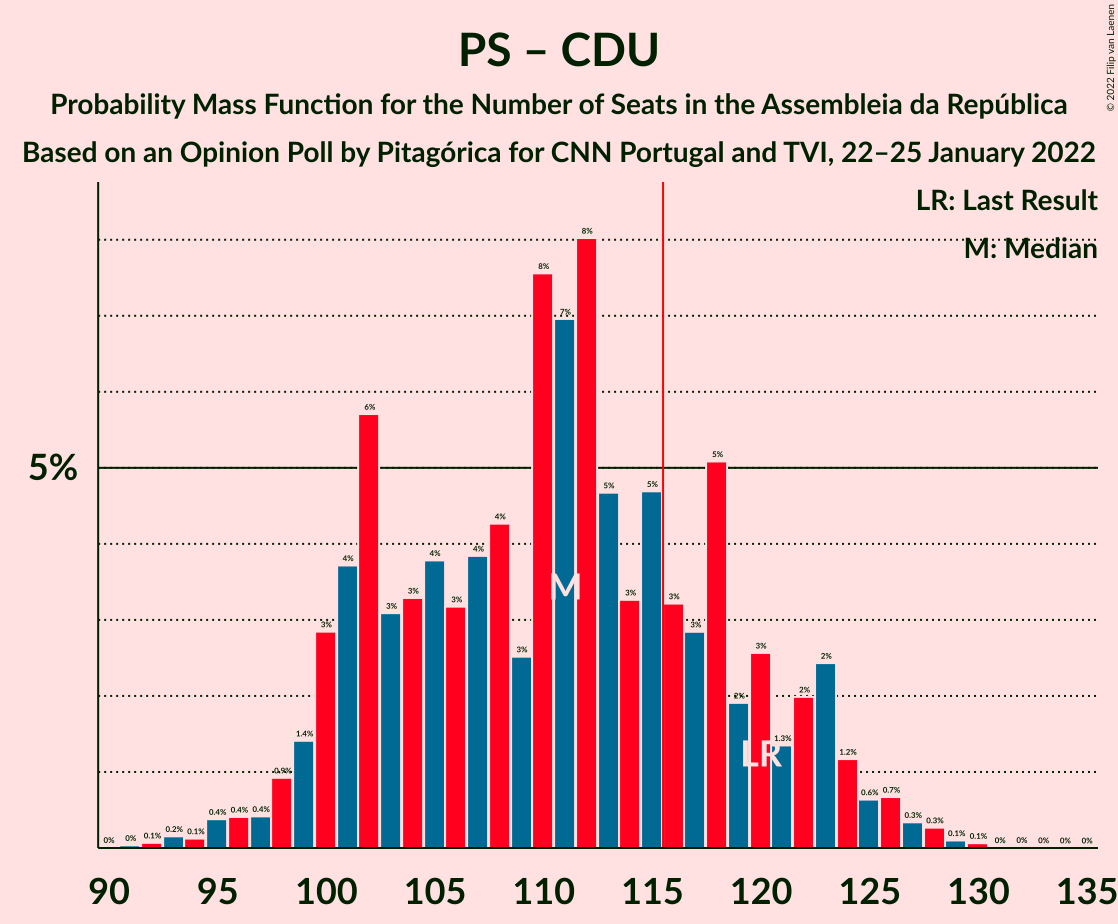 PS – CDU
Probability Mass Function for the Number of Seats in the Assembleia da República
Based on an Opinion Poll by Pitagórica for CNN Portugal and TVI, 22–25 January 2022
© 2022 Filip van Laenen
LR: Last Result
M: Median
5%
0% 0% 0.1% 0.2% 0.1% 0.4% 0.4% 0.4% 0.9% 1.4% 3% 4% 6% 3% 3% 4% 3% 4% 4% 3% 8% 7% 8% 5% 3% 5% 3% 3% 5% 2% 3% 1.3% 2% 2% 1.2% 0.6% 0.7% 0.3% 0.3% 0.1% 0.1% 0% 0% 0% 0% 0%
M
LR
90 95 100 105 110 115 120 125 130 135